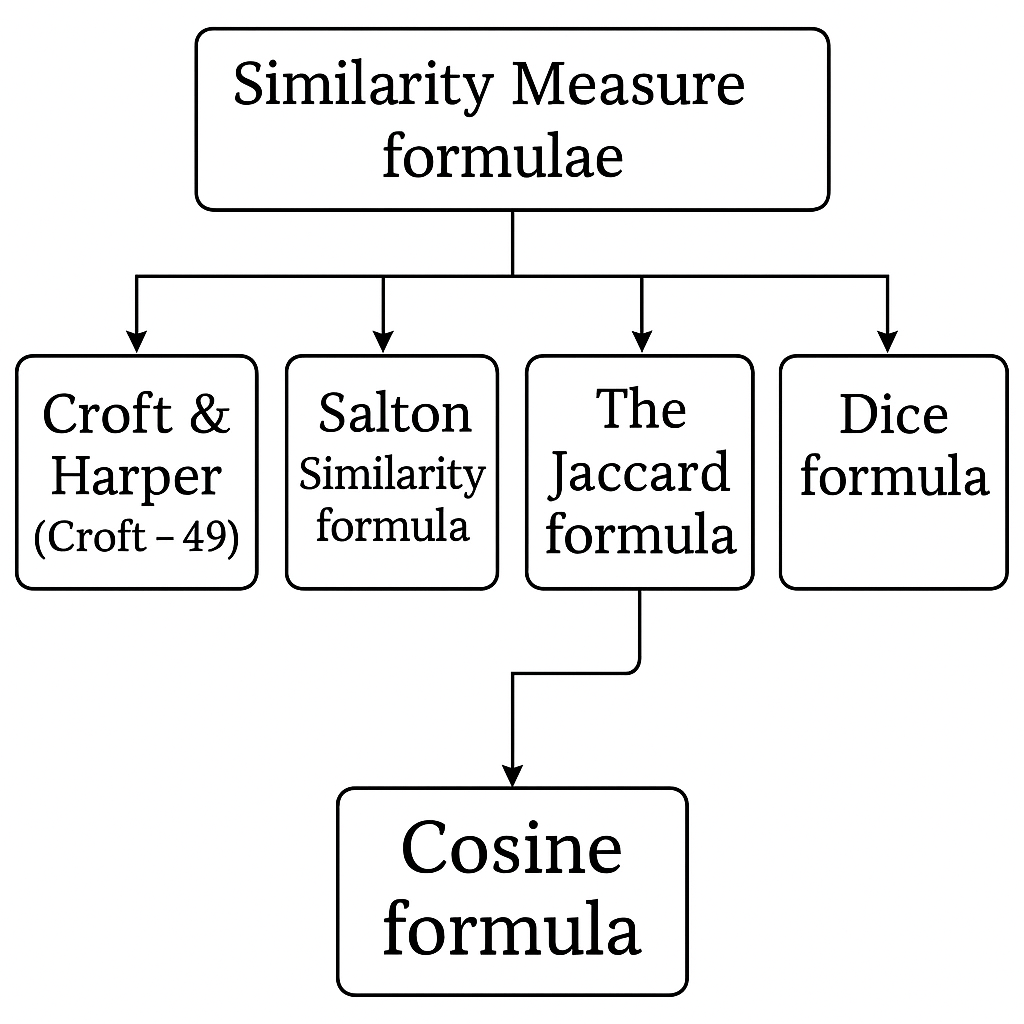 Similarity Measure
formulae
Croft &
Harper
(Croft – 49)
Salton
Similarity
formula
The
Jaccard
formula
Dice
formula
Cosine
formula